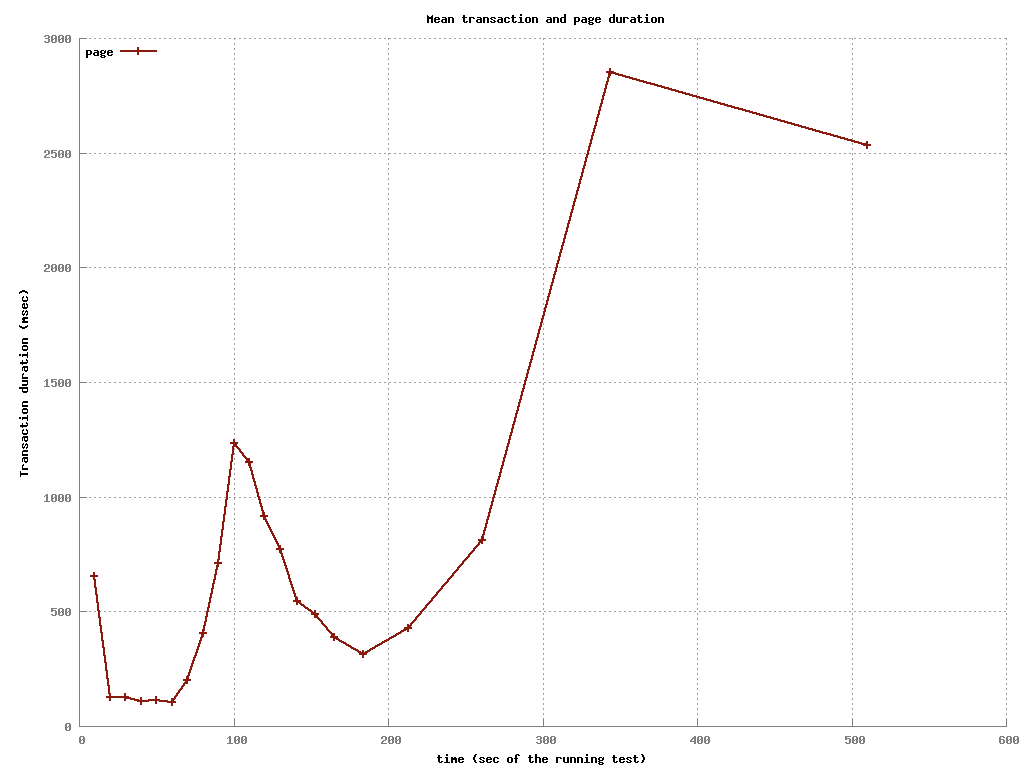 Mean transaction and page duration
page
3000
2500
2000
1500
1000
500
0
Transaction duration (msec)
0 100 200 300 400 500 600
time (sec of the running test)